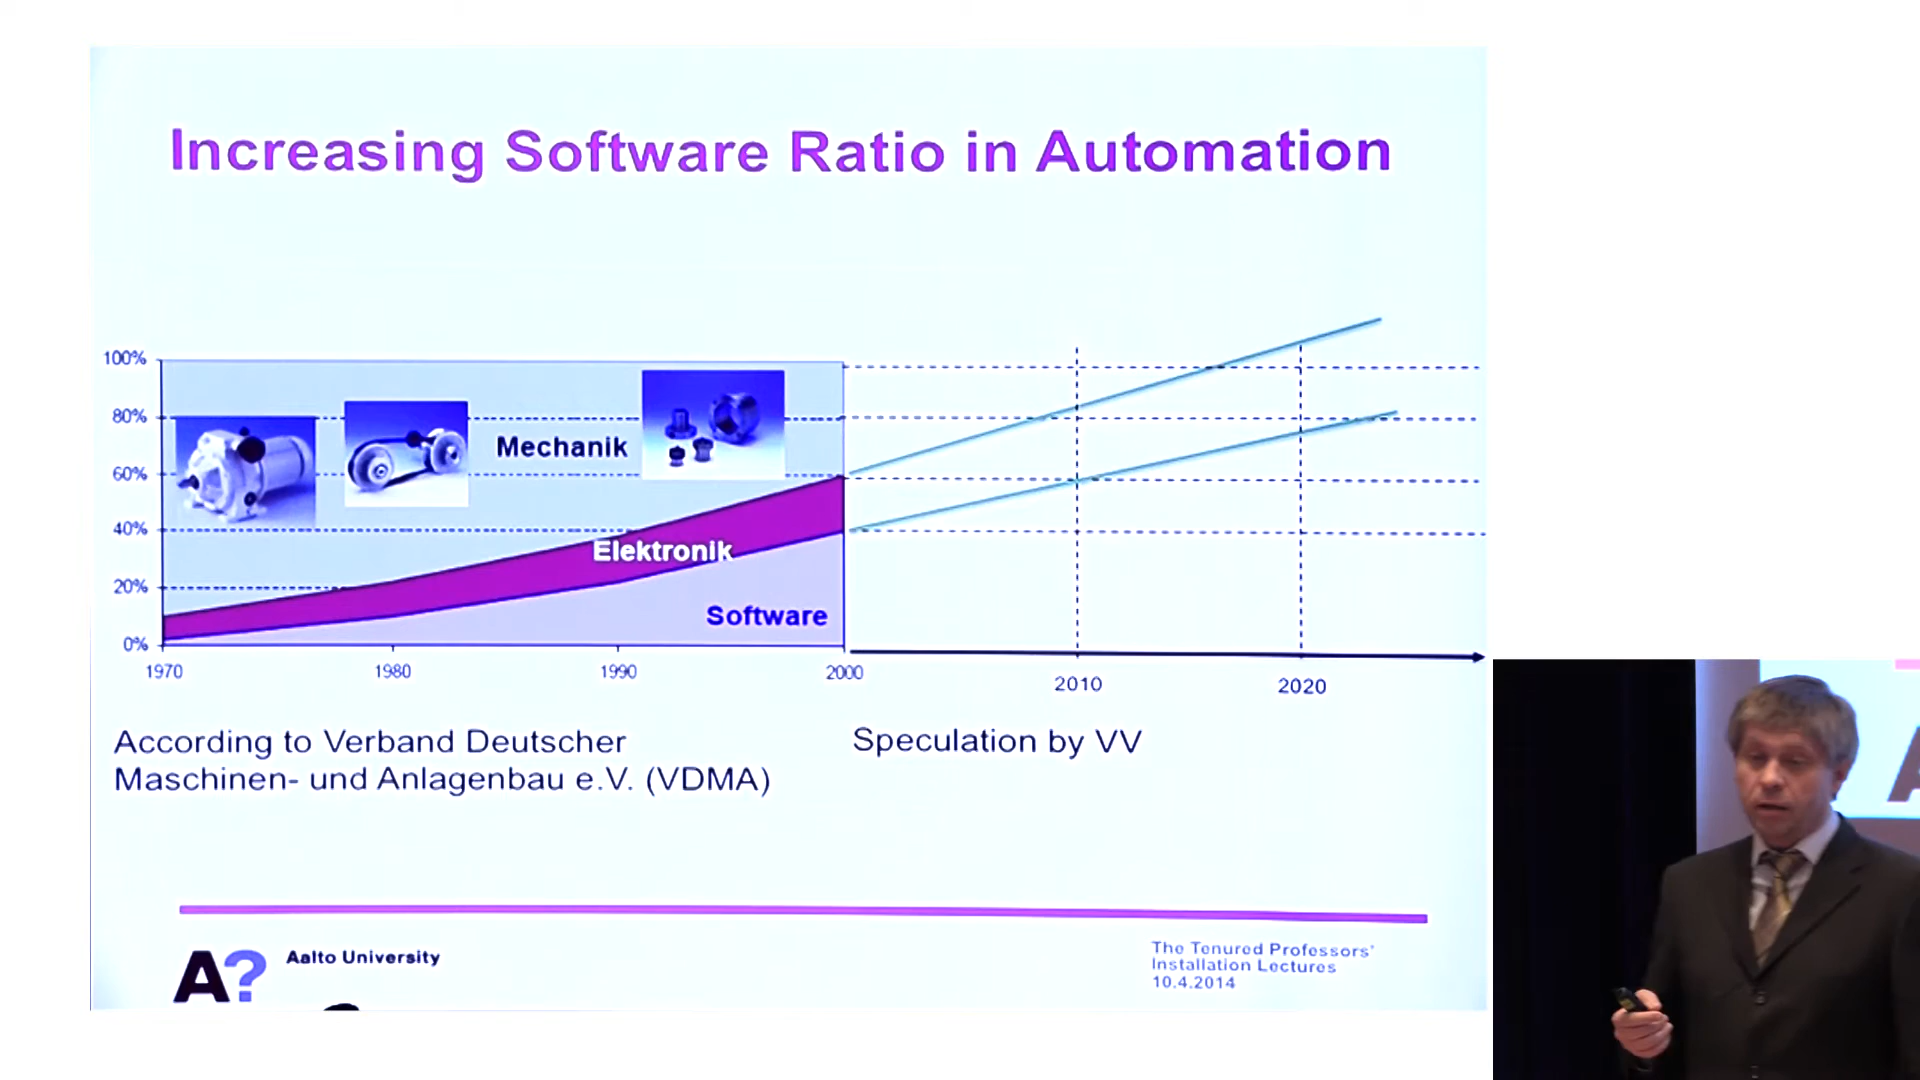 Increasing Software Ratio in Automation
100%
80%
60%
40%
20%
0%
Mechanik
Elektronik
Software
1970
1980
1990
2000
2010
2020
According to Verband Deutscher
Maschinen- und Anlagenbau e.V. (VDMA)
Speculation by VV
A?
Aalto University
The Tenured Professors'
Installation Lectures
10.4.2014